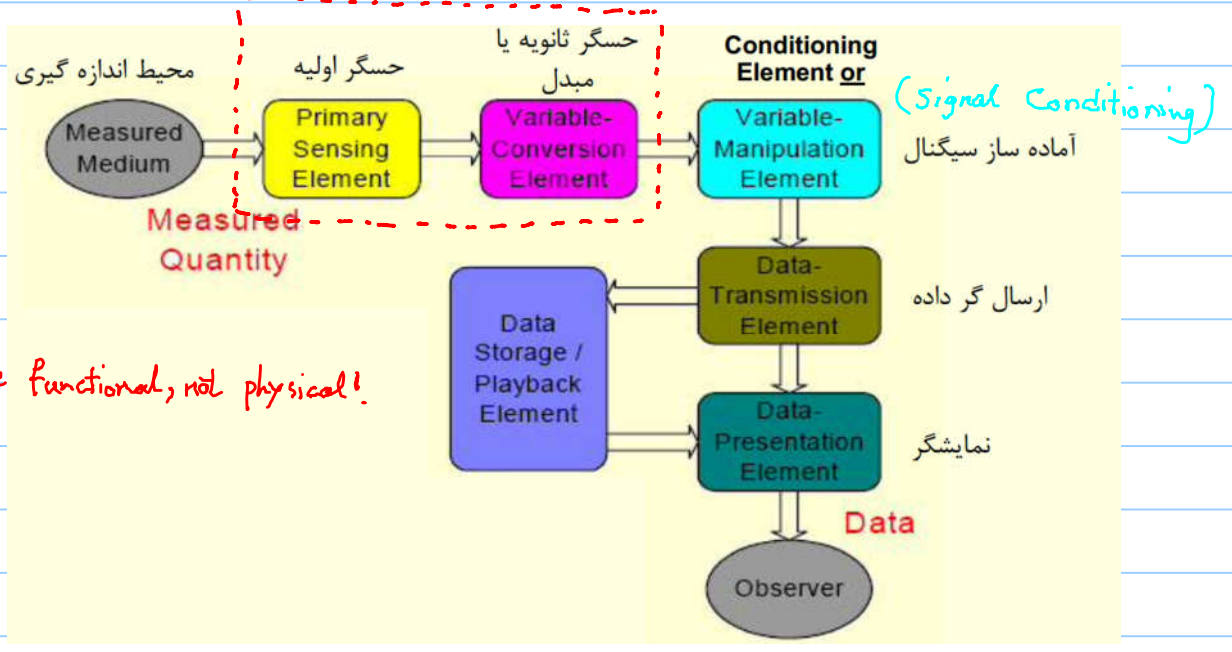 محیط اندازه گیری
حسگر اولیه
حسگر ثانویه یا
مبدل
Conditioning
Element or
(Signal Conditioning)
Measured
Medium
Primary
Sensing
Element
Variable-
Conversion
Element
Variable-
Manipulation
Element
آماده ساز سیگنال
Measured
Quantity
Data-
Transmission
Element
ارسال گر داده
Data
Storage /
Playback
Element
functional, not physical!
Data-
Presentation
Element
نمایشگر
Data
Observer